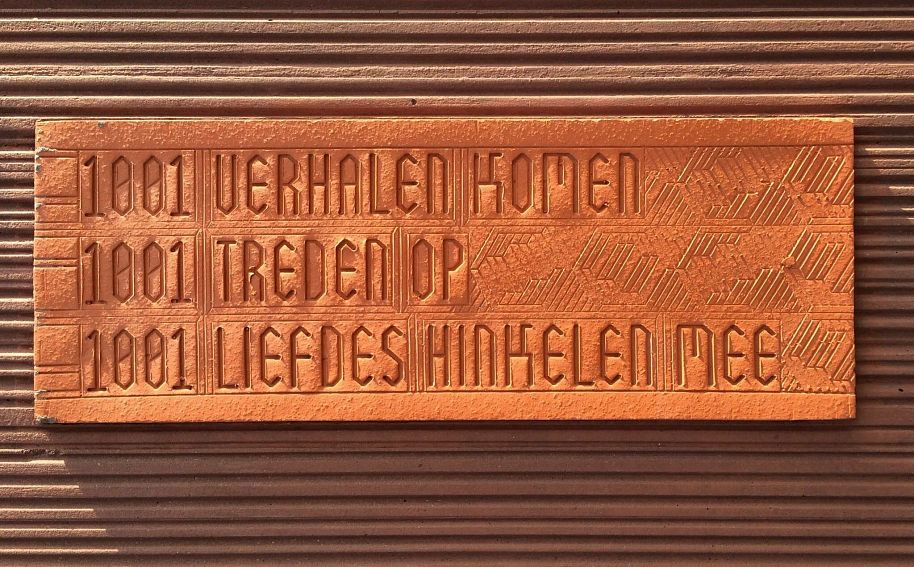 1001 VERHALEN KOMEN
1001 TREDEN OP
1001 LIEFDES HINKELEN MEE